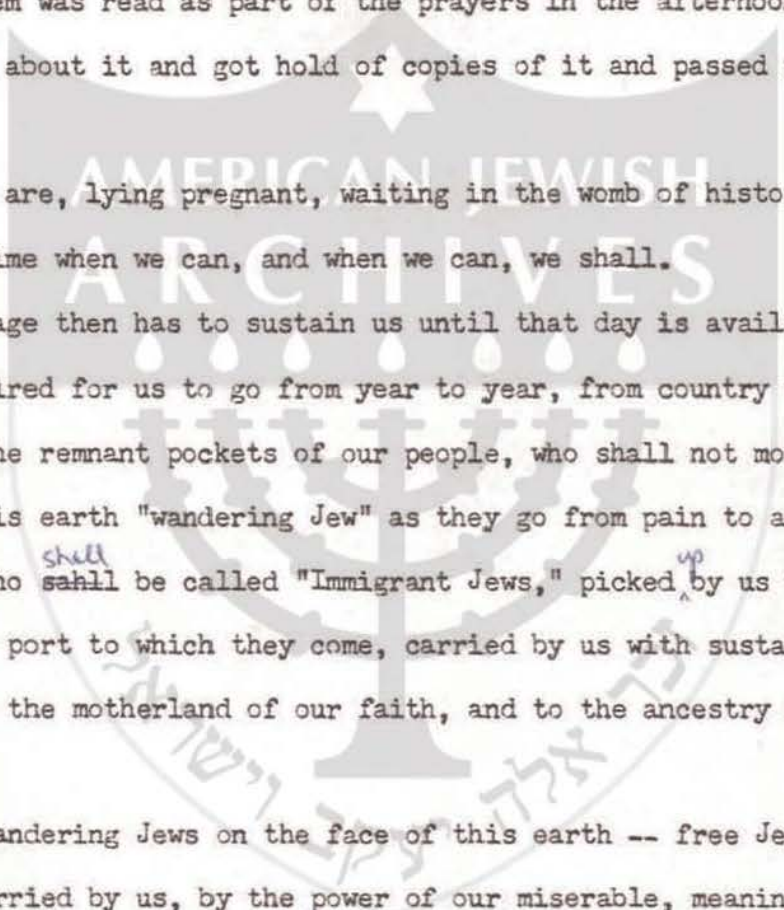 was read as part of the prayers in the afternoo
about it and got hold of copies of it and passed
AMERICAN JEWISH
are, lying pregnant, waiting in the womb of histo
me when we can, and when we can, we shall.
ARCHIVES
ge then has to sustain us until that day is avail
red for us to go from year to year, from country
e remnant pockets of our people, who shall not mo
is earth "wandering Jew" as they go from pain to a
shell up
o sahll be called "Immigrant Jews," picked by us
port to which they come, carried by us with susta
the motherland of our faith, and to the ancestry
זכר אלה יעקב וישראל
andering Jews on the face of this earth -- free Je
rried by us, by the power of our miserable, meanin